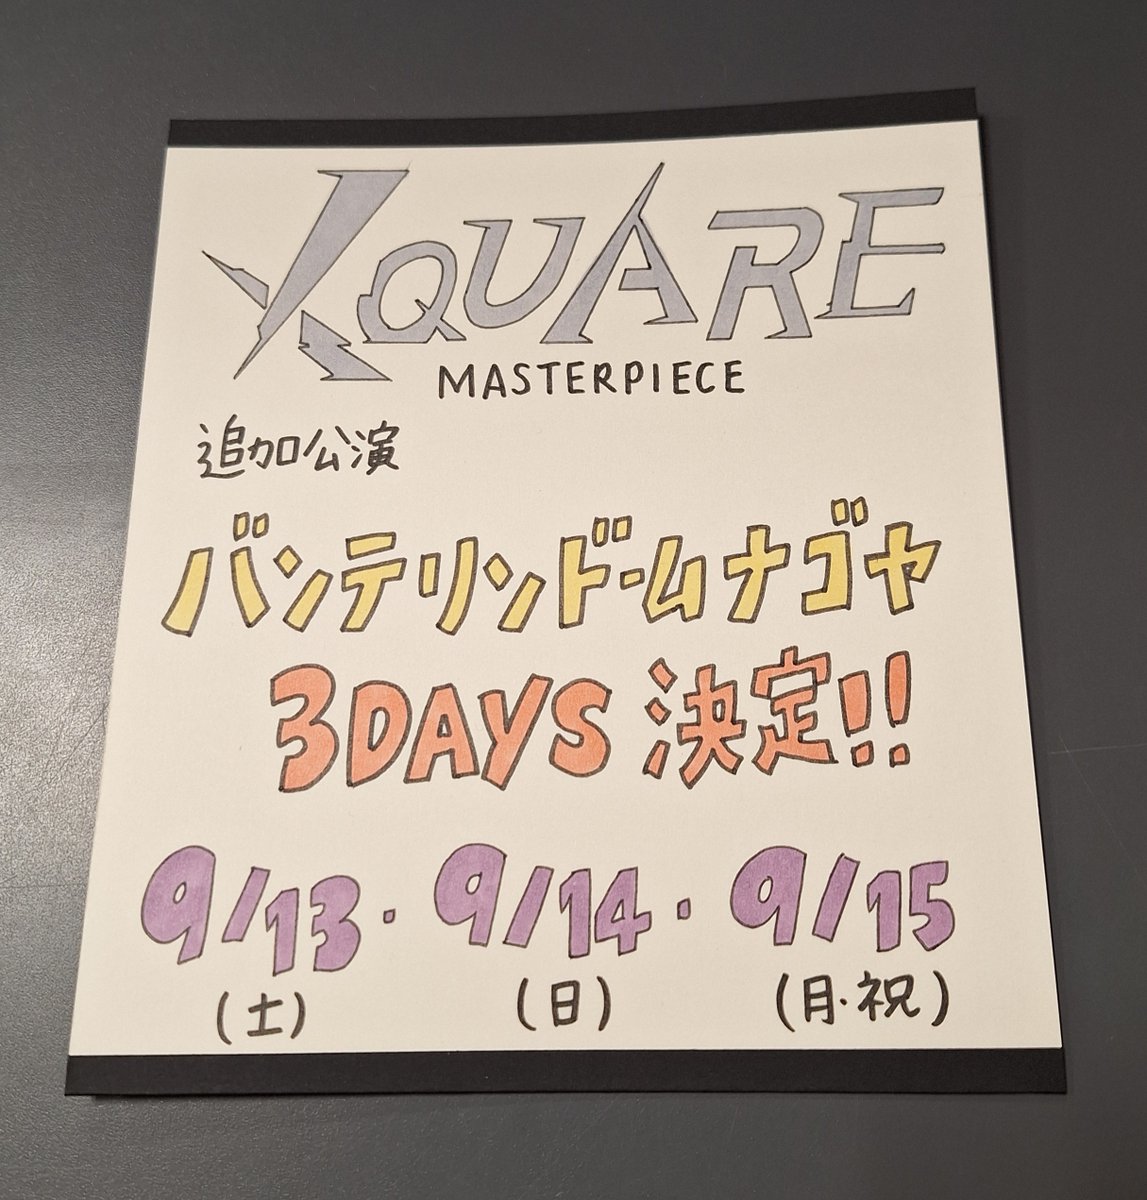 XQUARE
MASTERPIECE
追加公演
バンテリンドームナゴヤ
3DAYS 決定!!
9/13・9/14・9/15
(土) (日) (月・祝)